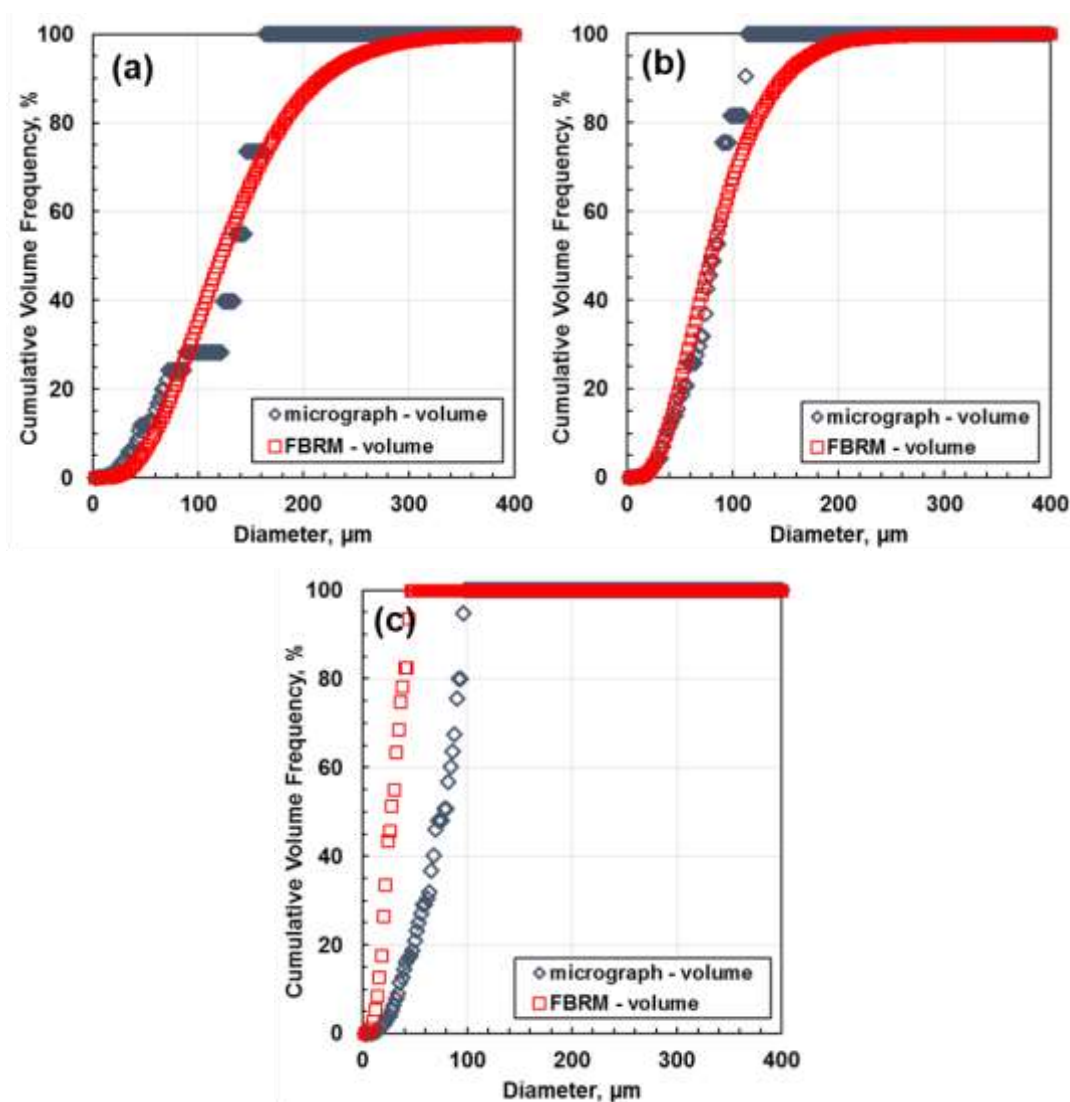 (a)
Cumulative Volume Frequency, %
100
80
60
40
20
0
0 100 200 300 400
Diameter, µm
micrograph - volume
FBRM - volume
(b)
Cumulative Volume Frequency, %
100
80
60
40
20
0
0 100 200 300 400
Diameter, µm
micrograph - volume
FBRM - volume
(c)
Cumulative Volume Frequency, %
100
80
60
40
20
0
0 100 200 300 400
Diameter, µm
micrograph - volume
FBRM - volume